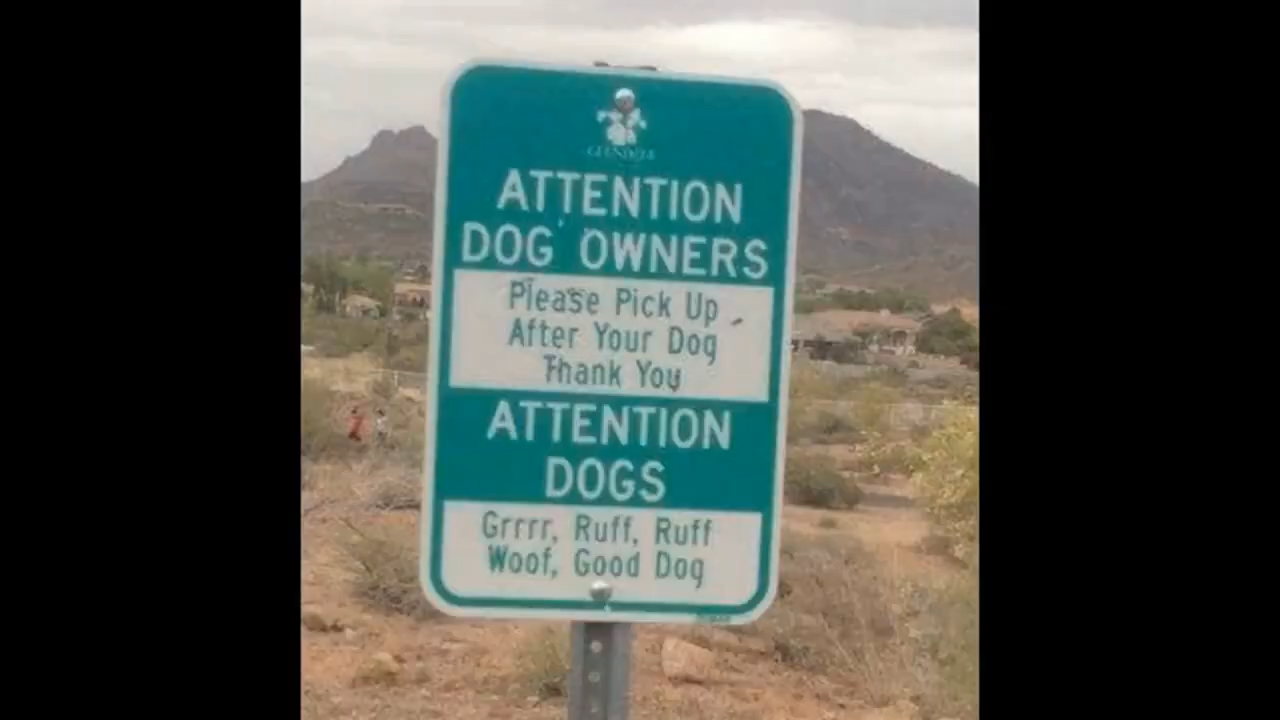 GLENDALE
ATTENTION
DOG OWNERS
Please Pick Up
After Your Dog
Thank You
ATTENTION
DOGS
Grrrr, Ruff, Ruff
Woof, Good Dog